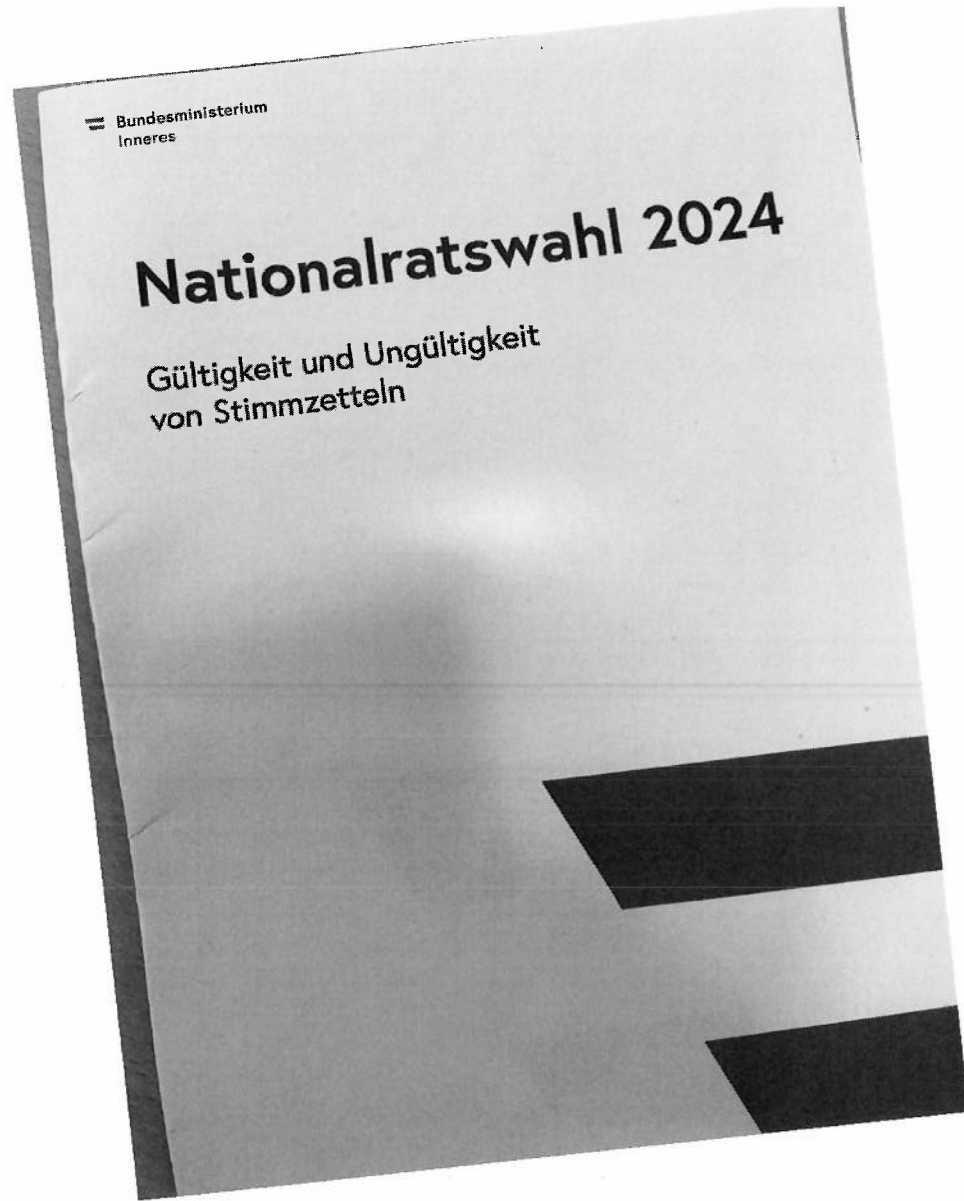 Bundesministerium
Inneres
Nationalratswahl 2024
Gültigkeit und Ungültigkeit
von Stimmzetteln